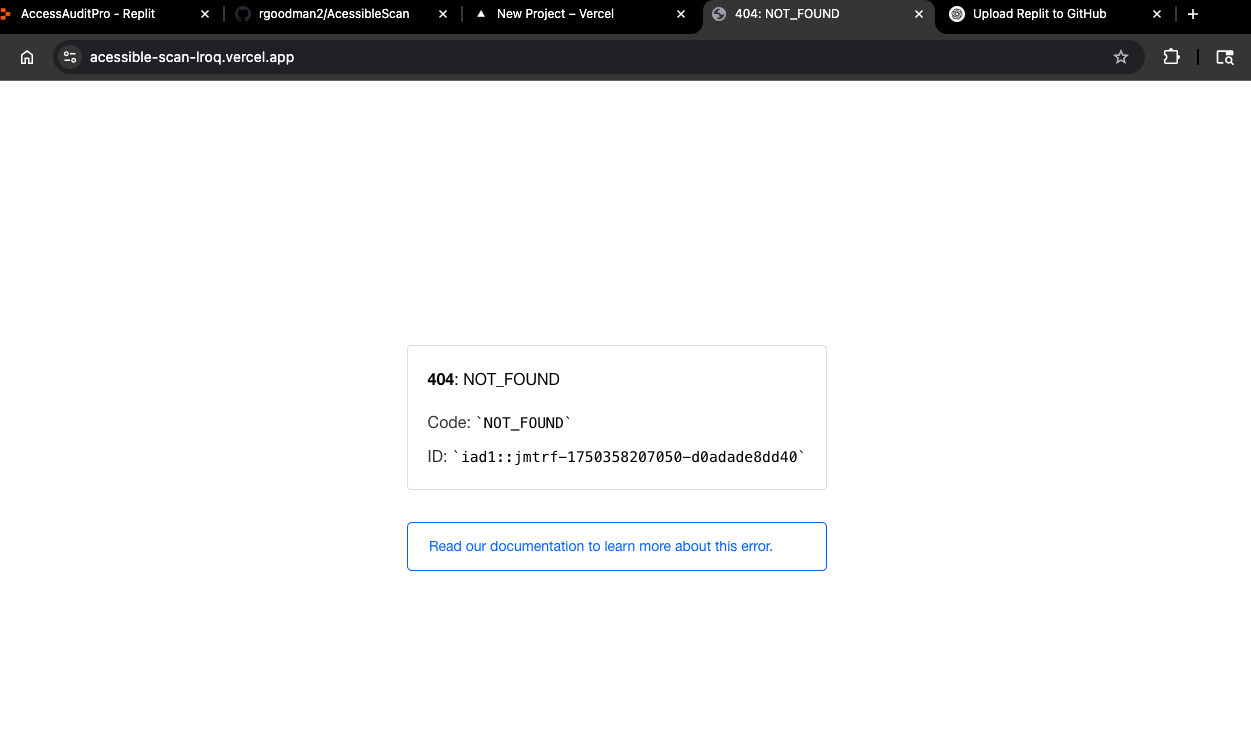 AccessAuditPro - Replit
rgoodman2/AcessibleScan
New Project – Vercel
404: NOT_FOUND
Upload Replit to GitHub
acessible-scan-lroq.vercel.app
404: NOT_FOUND
Code: `NOT_FOUND`
ID: `iad1::jmtrf-1750358207050-d0adade8dd40`
Read our documentation to learn more about this error.